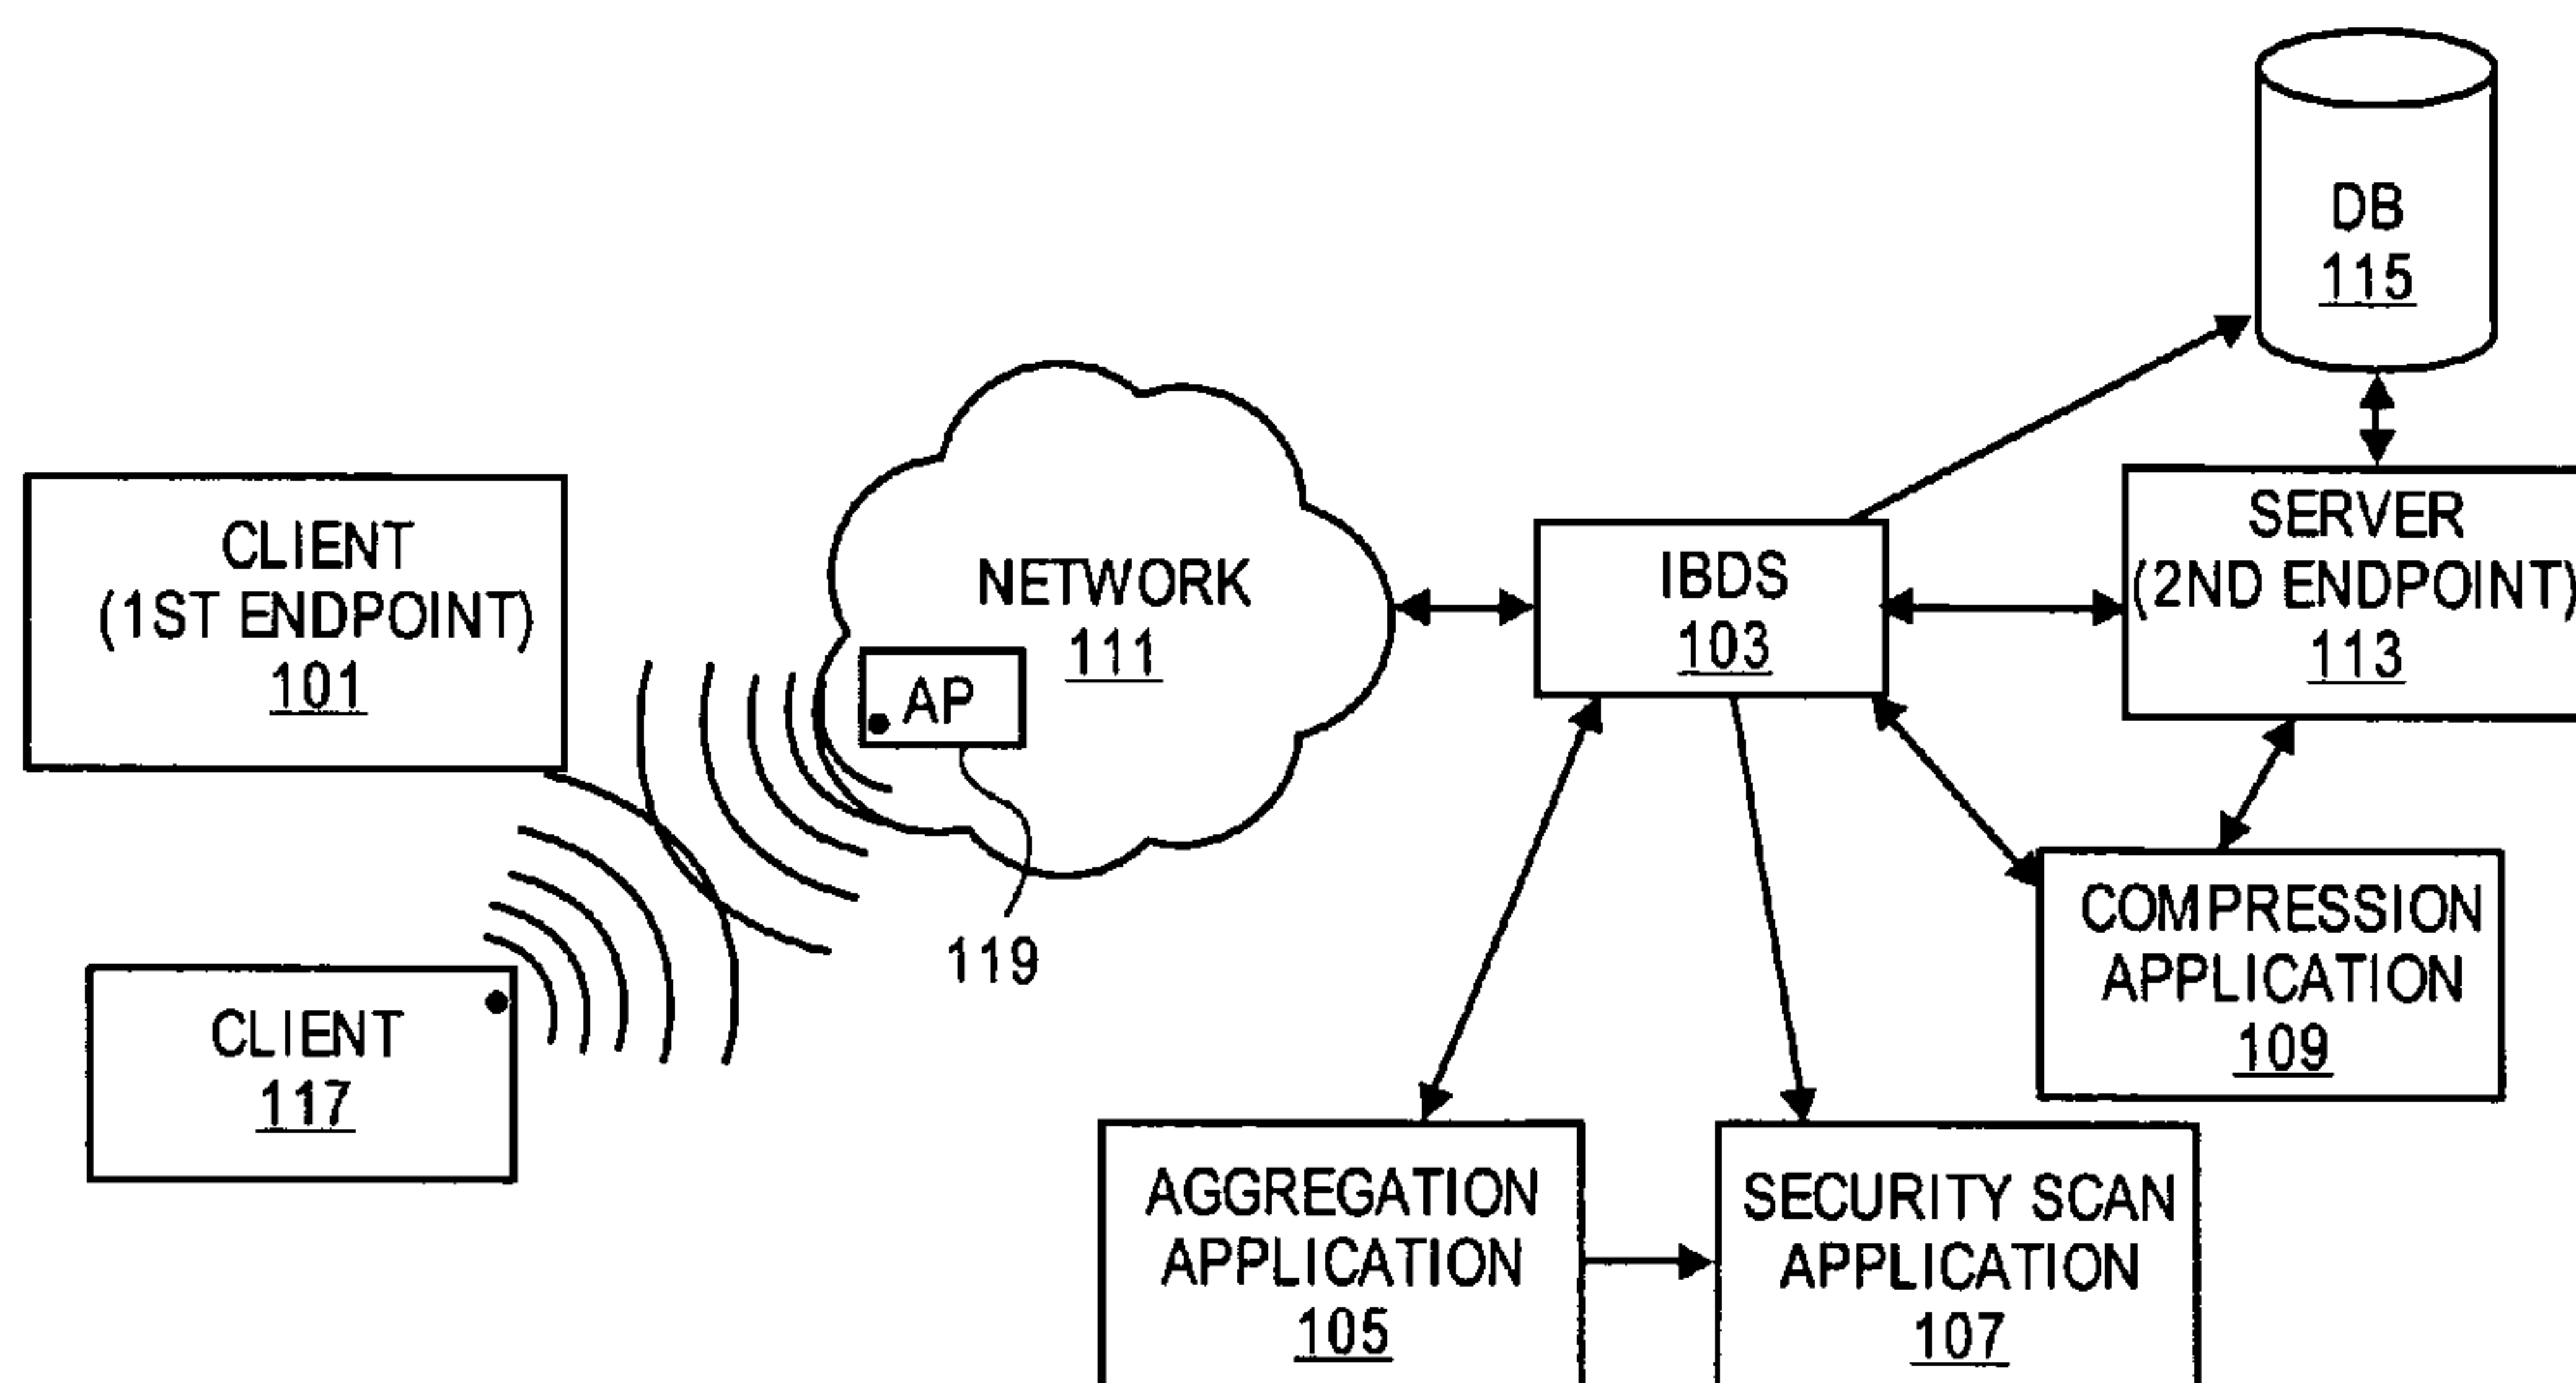 DB
115
CLIENT
(1ST ENDPOINT)
101
NETWORK
111
AP
119
IBDS
103
SERVER
(2ND ENDPOINT)
113
CLIENT
117
COMPRESSION
APPLICATION
109
AGGREGATION
APPLICATION
105
SECURITY SCAN
APPLICATION
107